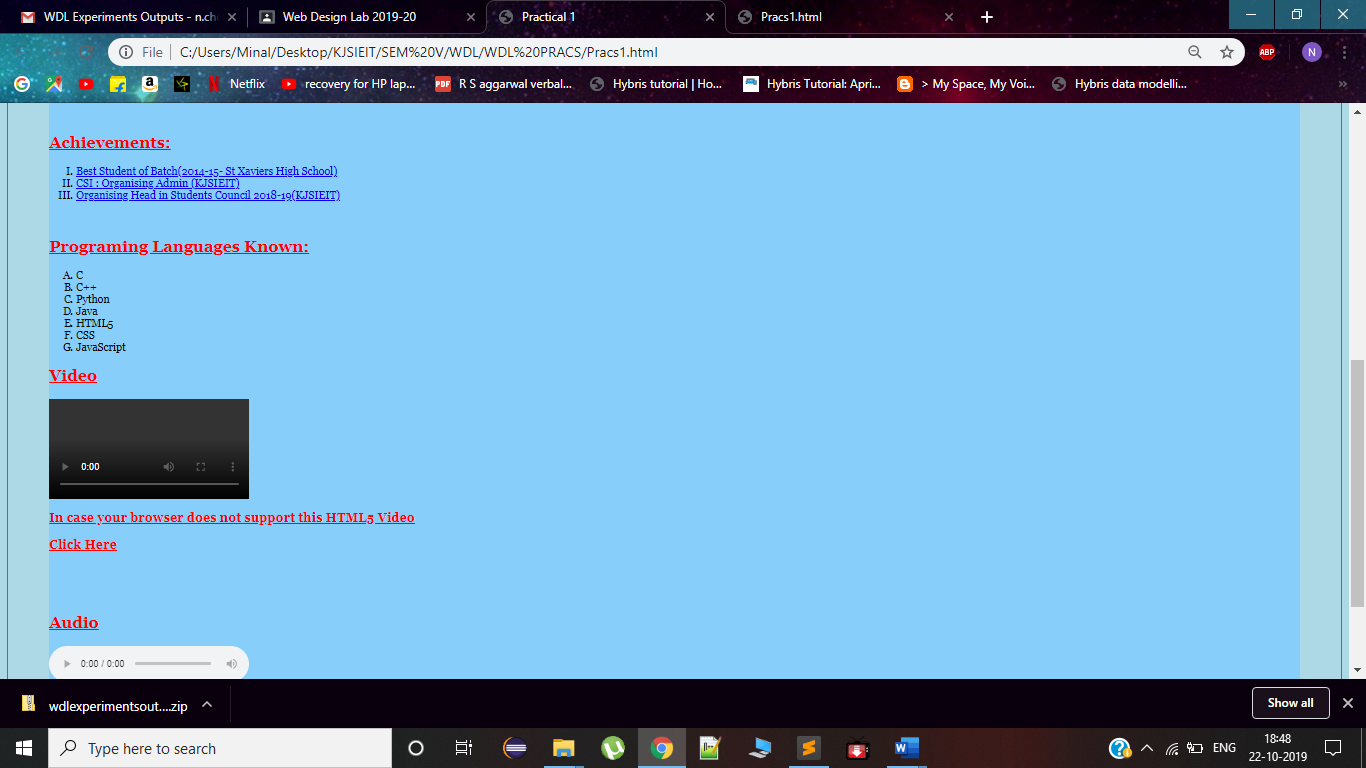 WDL Experiments Outputs - n.ch
Web Design Lab 2019-20
Practical 1
Pracs1.html
File
C:/Users/Minal/Desktop/KJSIEIT/SEM%20V/WDL/WDL%20PRACS/Pracs1.html
ABP
N
Netflix
recovery for HP lap...
PDF
R S aggarwal verbal...
Hybris tutorial | Ho...
Hybris Tutorial: Apri...
> My Space, My Voi...
Hybris data modelli...
»
Achievements:
I. Best Student of Batch(2014-15- St Xaviers High School)
II. CSI : Organising Admin (KJSIEIT)
III. Organising Head in Students Council 2018-19(KJSIEIT)
Programing Languages Known:
A. C
B. C++
C. Python
D. Java
E. HTML5
F. CSS
G. JavaScript
Video
0:00
In case your browser does not support this HTML5 Video
Click Here
Audio
0:00 / 0:00
wdlexperimentsout....zip
Show all
Type here to search
ENG
18:48
22-10-2019